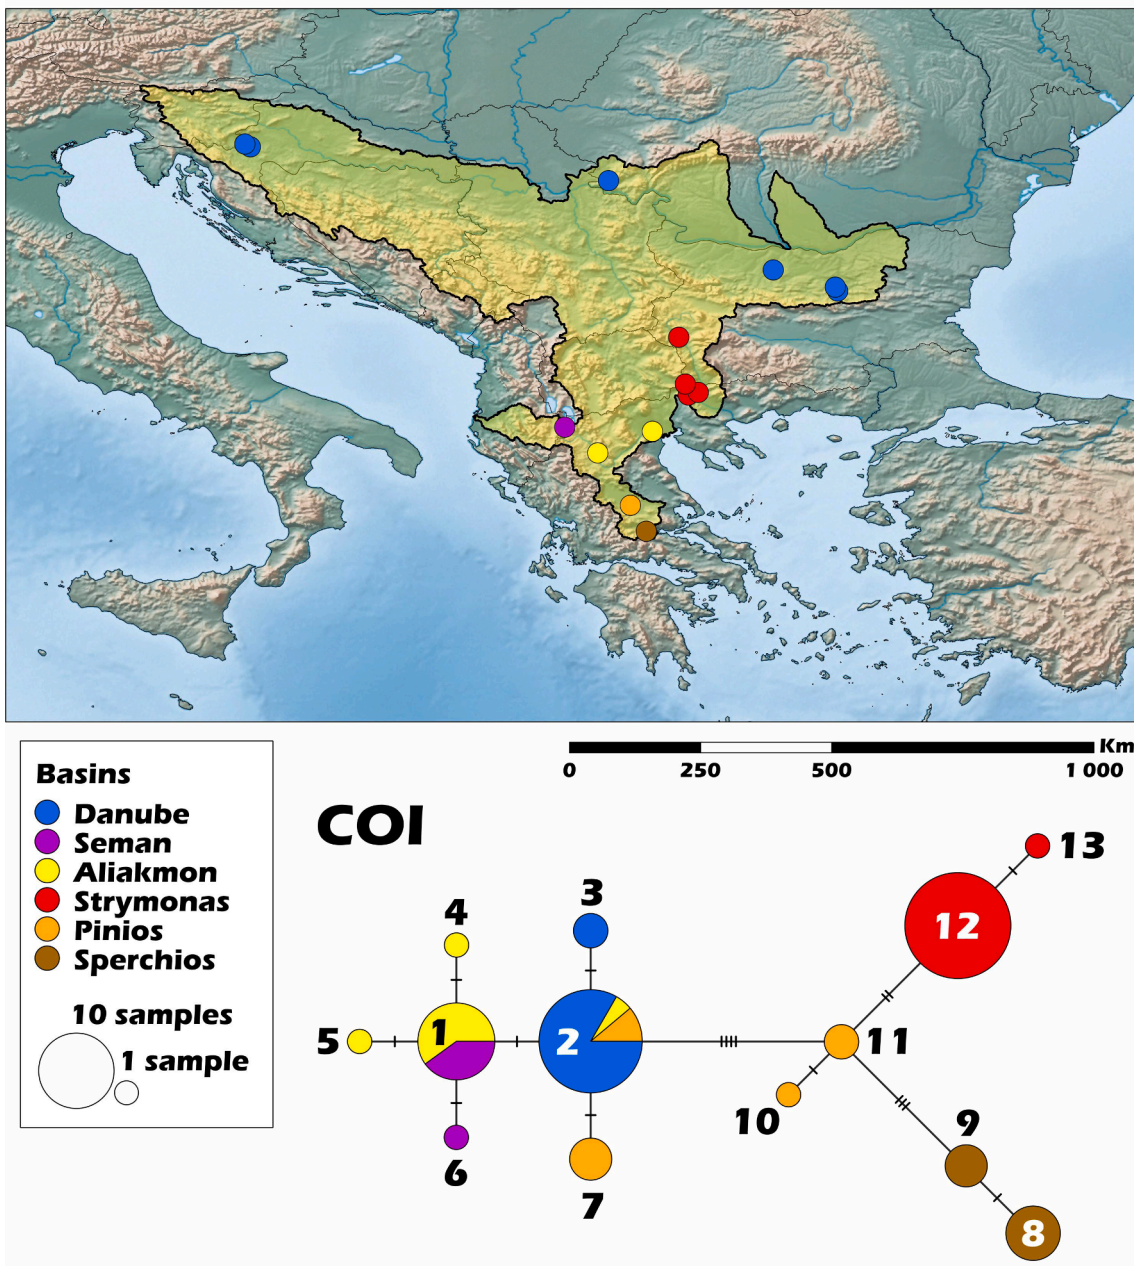 Km
0 250 500 1 000
Basins
Danube
Seman
Aliakmon
Strymonas
Pinios
Sperchios
10 samples
1 sample
COI
13
12
3
4
5
1
2
11
10
9
6
7
8